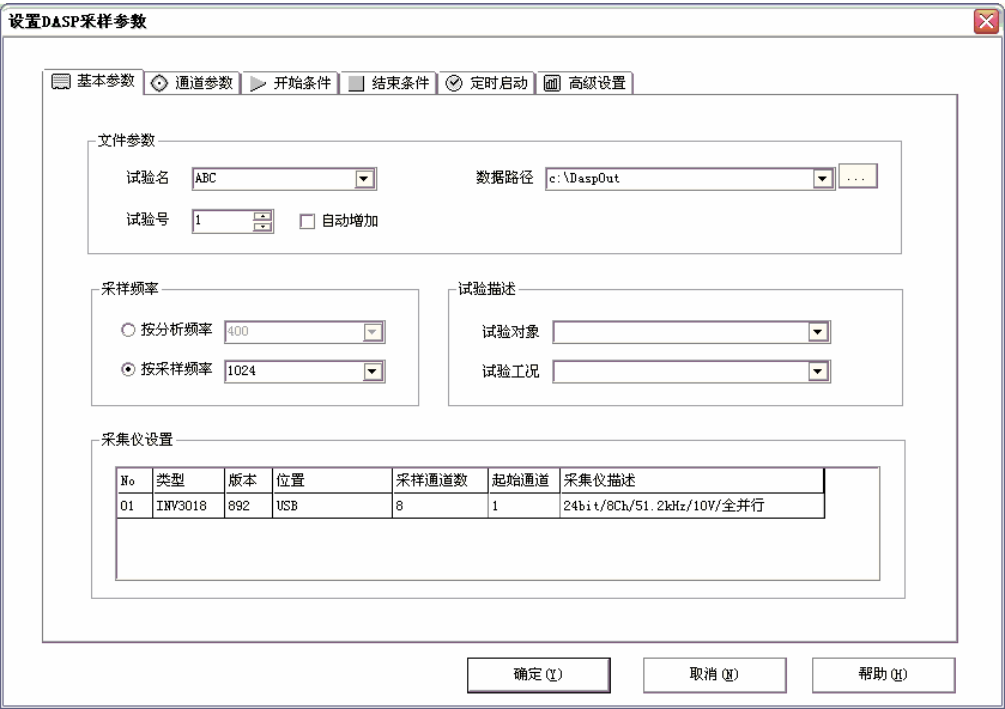 设置DASP采样参数
基本参数 通道参数 开始条件 结束条件 定时启动 高级设置
文件参数
试验名 ABC 数据路径 c:\DaspOut ...
试验号 1 自动增加
采样频率 试验描述
按分析频率 400 试验对象
按采样频率 1024 试验工况
采集仪设置
No 类型 版本 位置 采样通道数 起始通道 采集仪描述
01 INV3018 892 USB 8 1 24bit/8Ch/51.2kHz/10V/全并行
确定(Y) 取消(N) 帮助(H)